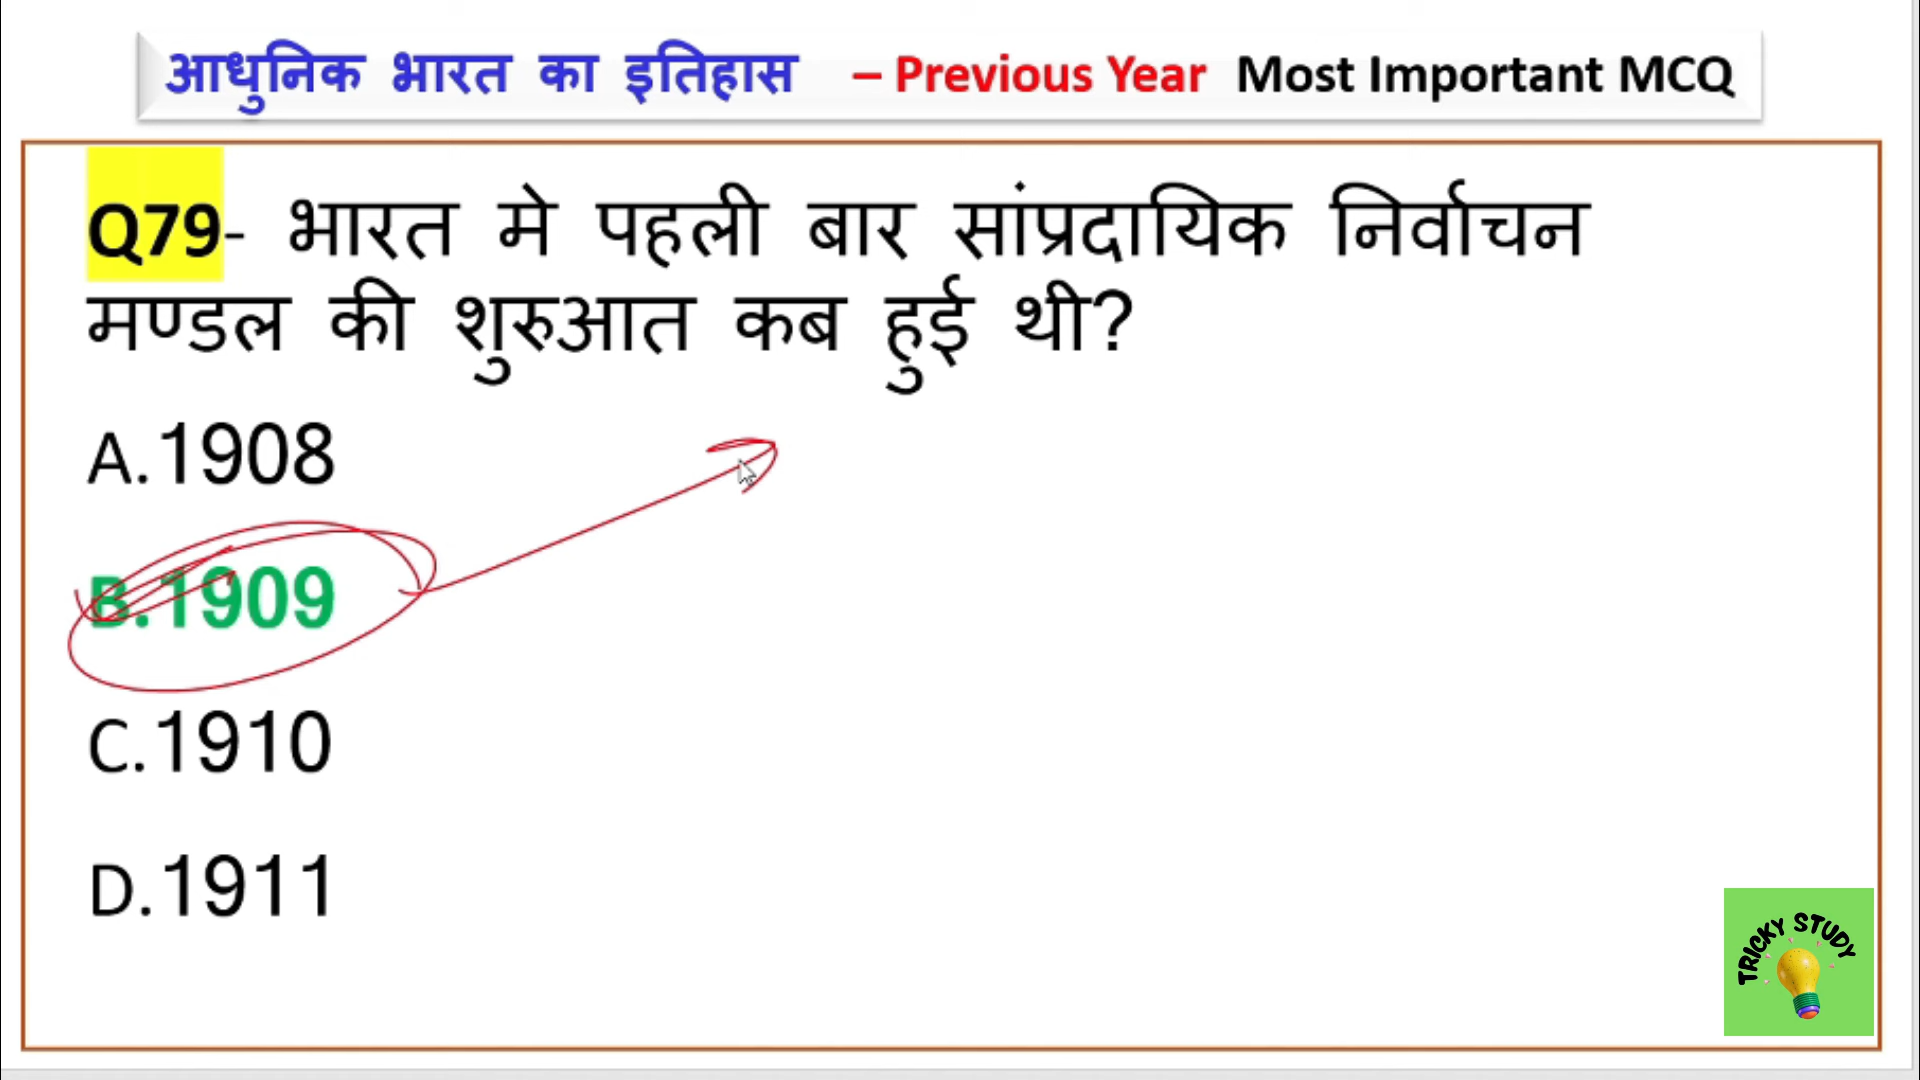 आधुनिक भारत का इतिहास – Previous Year Most Important MCQ
Q79- भारत मे पहली बार सांप्रदायिक निर्वाचन
मण्डल की शुरुआत कब हुई थी?
A.1908
B.1909
C.1910
D.1911
TRICKY STUDY